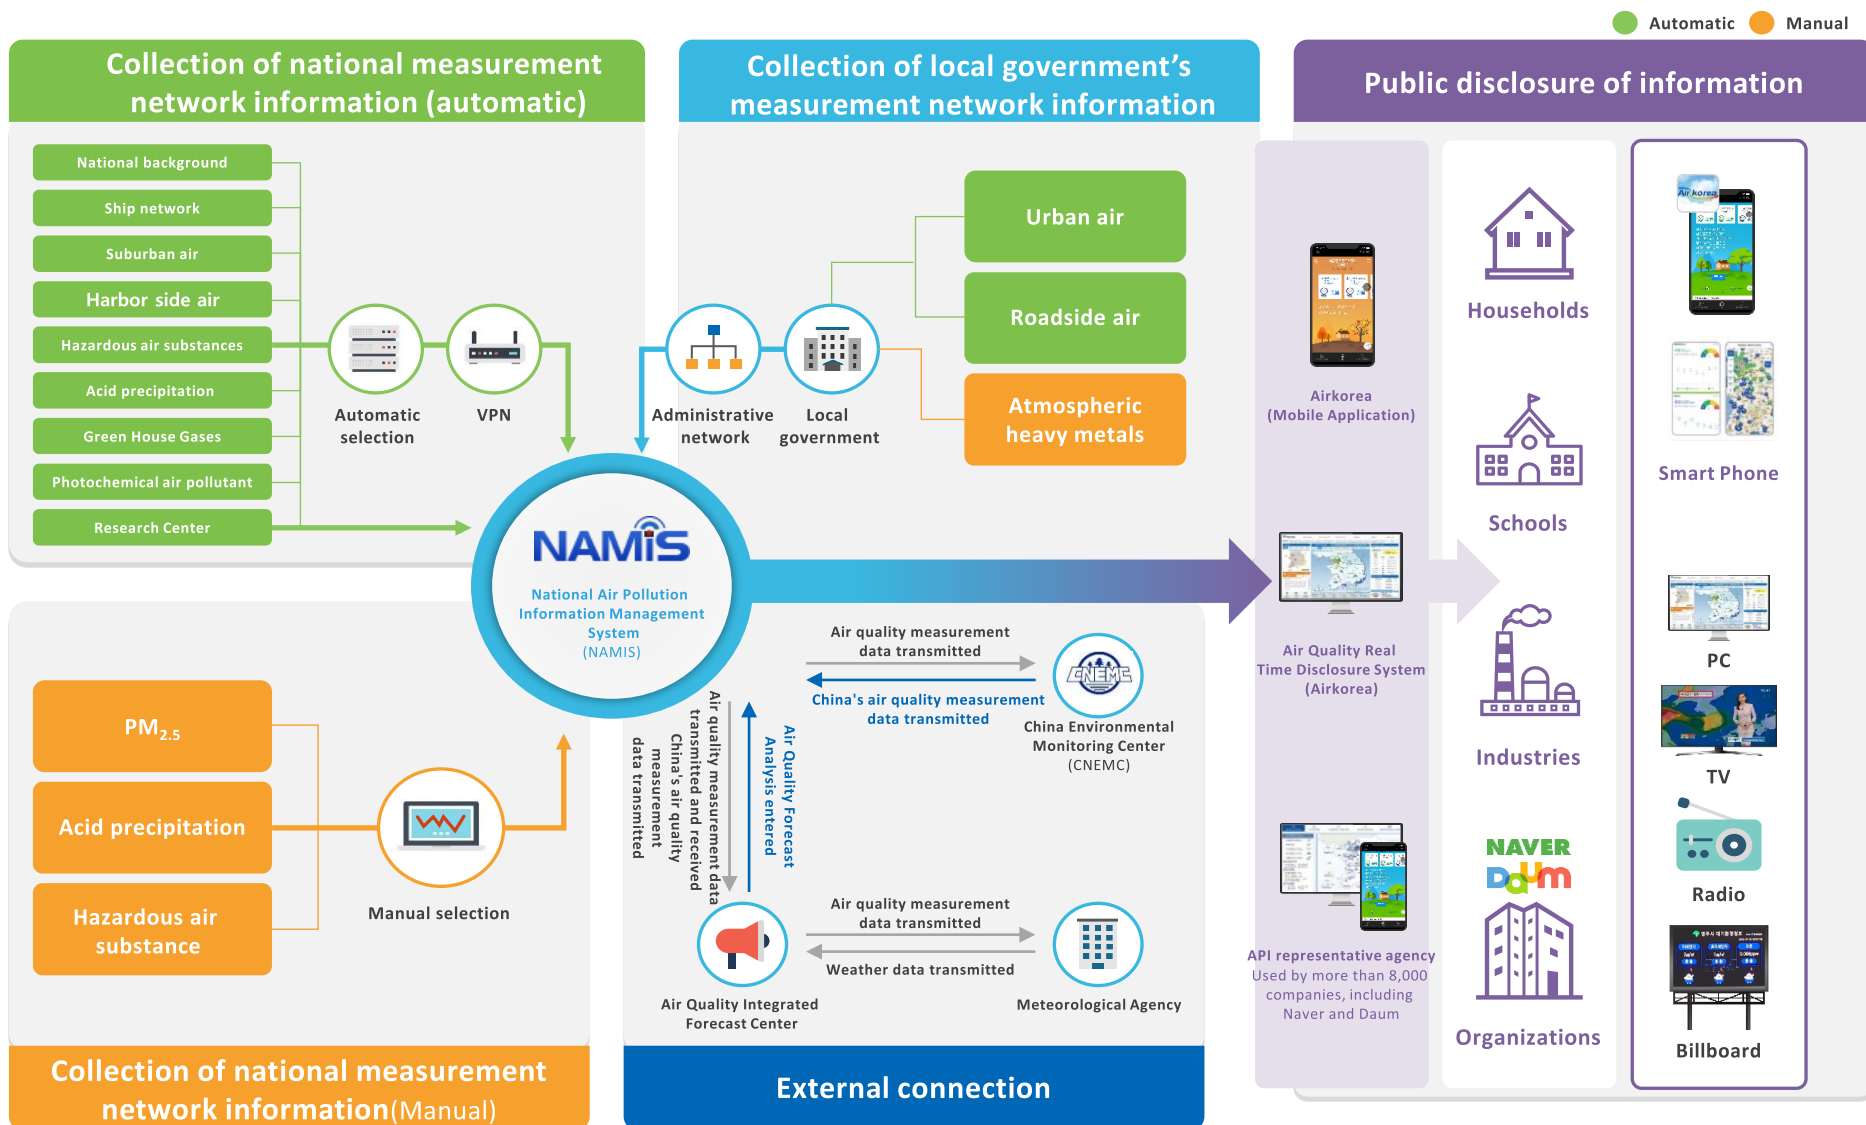 Automatic
Manual
Collection of national measurement
network information (automatic)
National background
Ship network
Suburban air
Harbor side air
Hazardous air substances
Acid precipitation
Green House Gases
Photochemical air pollutant
Research Center
Automatic
selection
VPN
Collection of local government's
measurement network information
Administrative
network
Local
government
Urban air
Roadside air
Atmospheric
heavy metals
NAMIS
National Air Pollution
Information Management
System
(NAMIS)
PM2.5
Acid precipitation
Hazardous air
substance
Manual selection
Collection of national measurement
network information(Manual)
Air quality measurement
data transmitted
China's air quality measurement
data transmitted
CNEMC
China Environmental
Monitoring Center
(CNEMC)
Air quality measurement data
transmitted and received
China's air quality
measurement
data transmitted
Air Quality Forecast
Analysis entered
Air quality measurement
data transmitted
Weather data transmitted
Air Quality Integrated
Forecast Center
Meteorological Agency
External connection
Public disclosure of information
Airkorea
(Mobile Application)
Air Quality Real
Time Disclosure System
(Airkorea)
API representative agency
Used by more than 8,000
companies, including
Naver and Daum
Households
Schools
Industries
NAVER
Daum
Organizations
Air korea
Smart Phone
PC
TV
Radio
Billboard